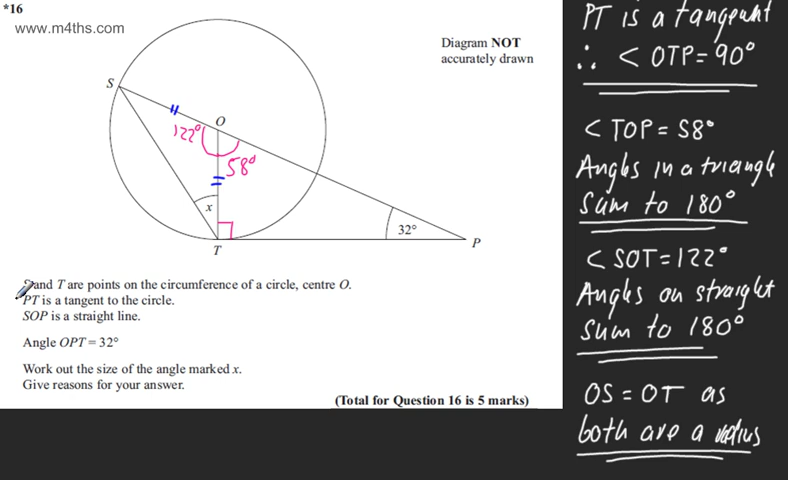 *16
www.m4ths.com
Diagram NOT
accurately drawn
S
O
122°
58°
x
32°
P
T
and T are points on the circumference of a circle, centre O.
PT is a tangent to the circle.
SOP is a straight line.
Angle OPT = 32°
Work out the size of the angle marked x.
Give reasons for your answer.
(Total for Question 16 is 5 marks)
PT is a tangent
∴ < OTP = 90°
< TOP = 58°
Angles in a triangle
Sum to 180°
< SOT = 122°
Angles on straight
sum to 180°
OS = OT as
both are a radius